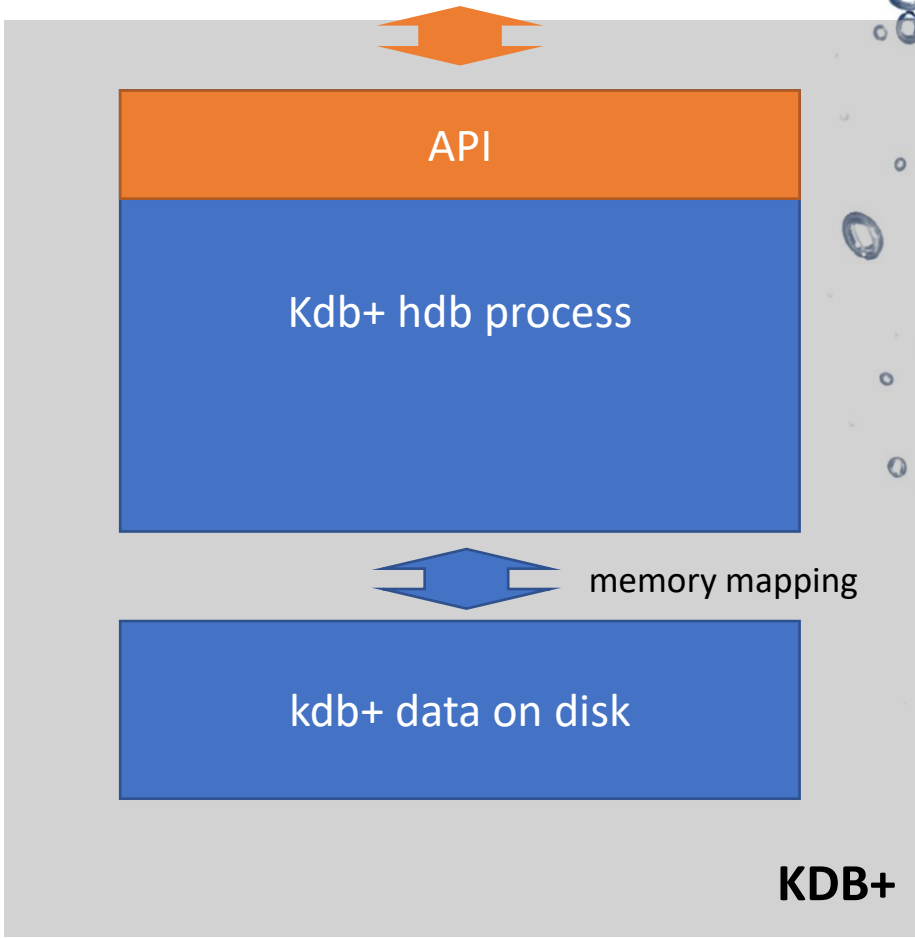 API
Kdb+ hdb process
memory mapping
kdb+ data on disk
KDB+